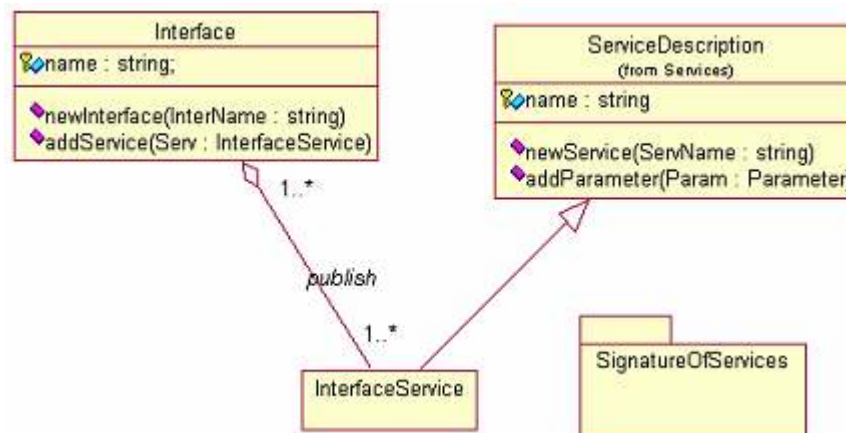 Interface
name : string;
newInterface(InterName : string)
addService(Serv : InterfaceService)
ServiceDescription
(from Services)
name : string
newService(ServName : string)
addParameter(Param : Parameter)
1..*
publish
1..*
InterfaceService
SignatureOfServices